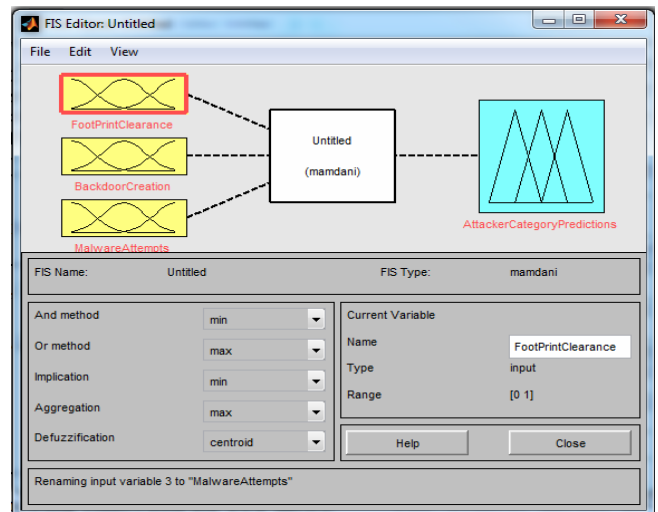 FIS Editor: Untitled
File Edit View
FootPrintClearance
BackdoorCreation
MalwareAttempts
Untitled
(mamdani)
AttackerCategoryPredictions
FIS Name: Untitled FIS Type: mamdani
And method min
Or method max
Implication min
Aggregation max
Defuzzification centroid
Current Variable
Name FootPrintClearance
Type input
Range [0 1]
Help Close
Renaming input variable 3 to "MalwareAttempts"